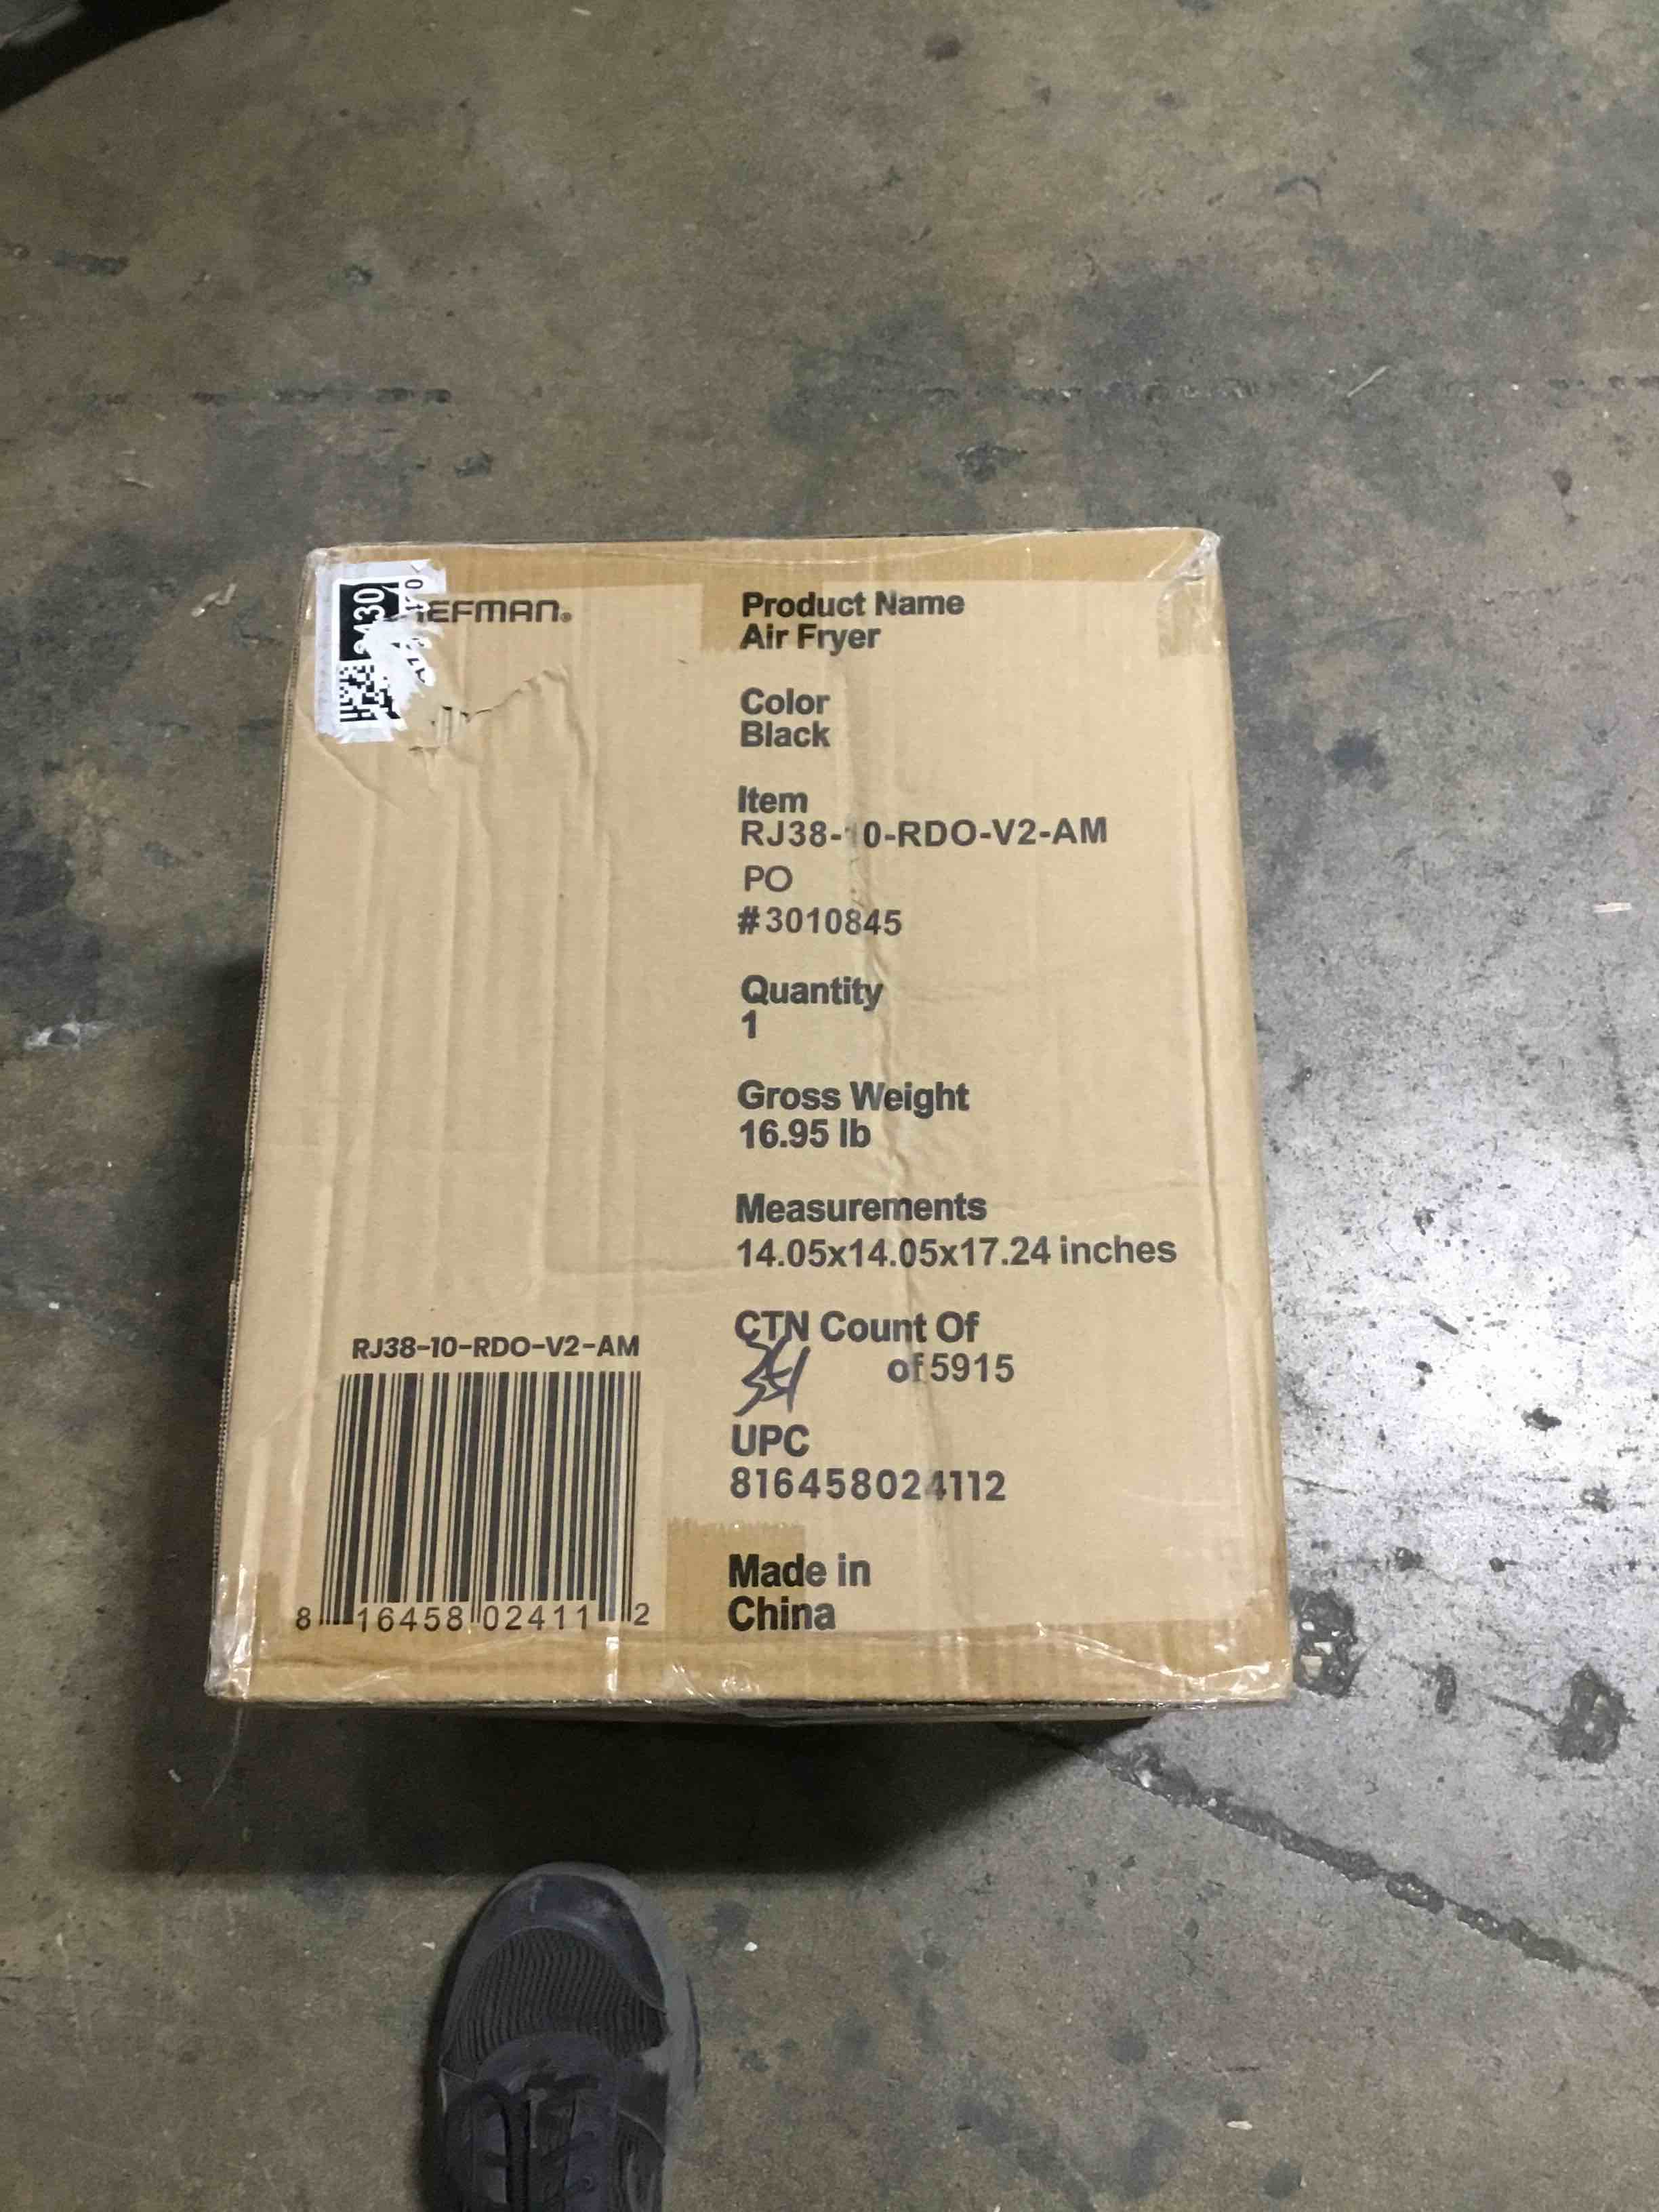 2430
EFMAN®
Product Name
Air Fryer
Color
Black
Item
RJ38-10-RDO-V2-AM
PO
#3010845
Quantity
1
Gross Weight
16.95 lb
Measurements
14.05x14.05x17.24 inches
CTN Count Of
of 5915
UPC
816458024112
Made in
China
RJ38-10-RDO-V2-AM
8 16458 02411 2